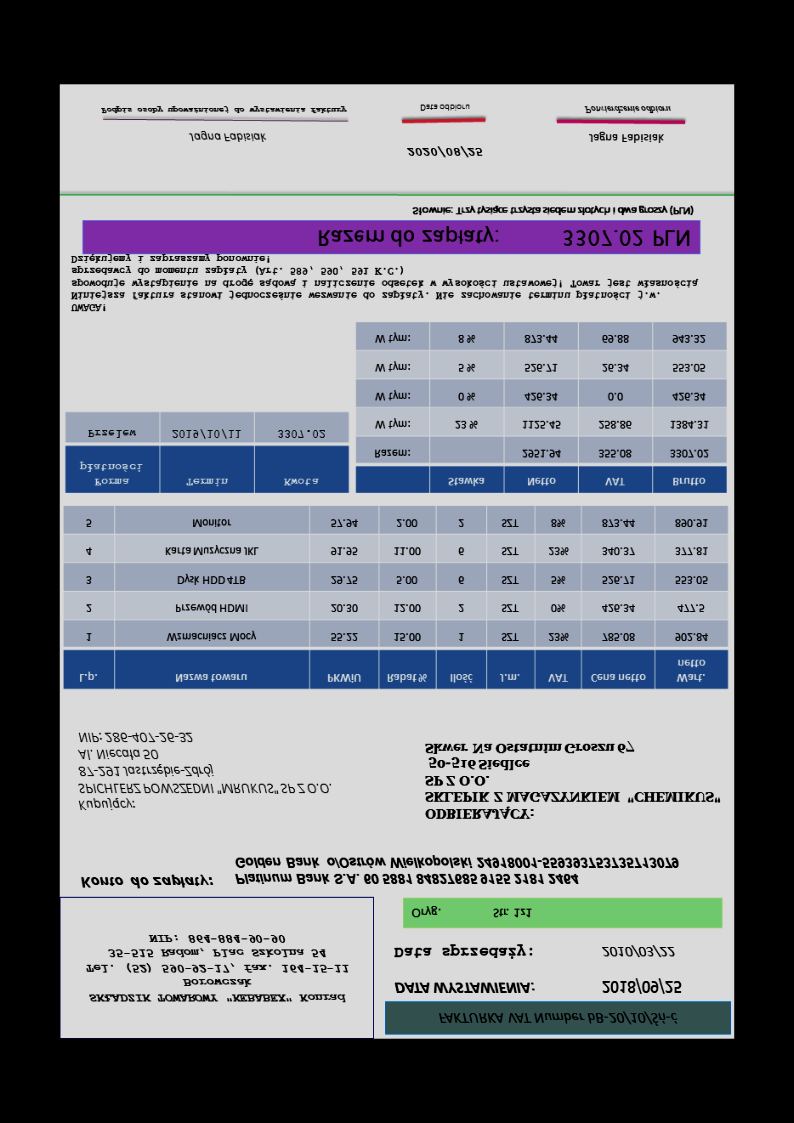 FAKTURKA VAT Number bB-20/10/Śń-ć
DATA WYSTAWIENIA: 2018/09/25
Data sprzedaży: 2010/03/22
Oryg. Str. 1z1
SKŁADZIK TOWAROWY "KEBABEX" Konrad
Borowczak
Tel. (52) 590-92-17, fax. 164-15-11
35-515 Radom, Plac Szkolna 54
NIP: 864-884-90-90
Konto do zapłaty: Platinum Bank S.A. 60 5881 84827685 9155 2181 2464
Golden Bank o/Ostrów Wielkopolski 24918001-559393753735713079
Kupujący:
SPICHLERZ POWSZEDNI "MRUKUS" SP Z O.O.
87-291 Jastrzębie-Zdrój
Al. Niecała 50
NIP: 286-407-26-32
ODBIERAJĄCY:
SKLEPIK Z MAGAZYNKIEM "CHEMIKUS"
SP Z O.O.
50-516 Siedlce
Skwer Na Ostatnim Groszu 67
L.p. Nazwa towaru PKWiU Rabat% Ilość J.m. VAT Cena netto Wart. netto
1 Wzmacniacz Mocy 55.22 15.00 1 SZT 23% 785.08 902.84
2 Przewód HDMI 20.30 12.00 2 SZT 0% 426.34 477.5
3 Dysk HDD 4TB 29.75 5.00 6 SZT 5% 526.71 553.05
4 Karta Muzyczna JKL 91.95 11.00 6 SZT 23% 340.37 377.81
5 Monitor 57.94 2.00 2 SZT 8% 873.44 890.91
Forma płatności Termin Kwota
Przelew 2019/10/11 3307.02
Stawka Netto VAT Brutto
Razem: 2951.94 355.08 3307.02
W tym: 23 % 1125.45 258.86 1384.31
W tym: 0 % 426.34 0.0 426.34
W tym: 5 % 526.71 26.34 553.05
W tym: 8 % 873.44 69.88 943.32
UWAGA!
Niniejsza faktura stanowi jednocześnie wezwanie do zapłaty. Nie zachowanie terminu płatności j.w.
spowoduje wystąpienie na drogę sądową i naliczenie odsetek w wysokości ustawowej! Towar jest własnością
sprzedawcy do momentu zapłaty (Art. 589, 590, 591 K.C.)
Dziękujemy i zapraszamy ponownie!
Razem do zapłaty: 3307.02 PLN
Słownie: Trzy tysiące trzysta siedem złotych i dwa groszy (PLN)
Jagna Fabisiak
Podpis osoby upoważnionej do wystawienia faktury
2020/08/25
Data odbioru
Jagna Fabisiak
Potwierdzenie odbioru